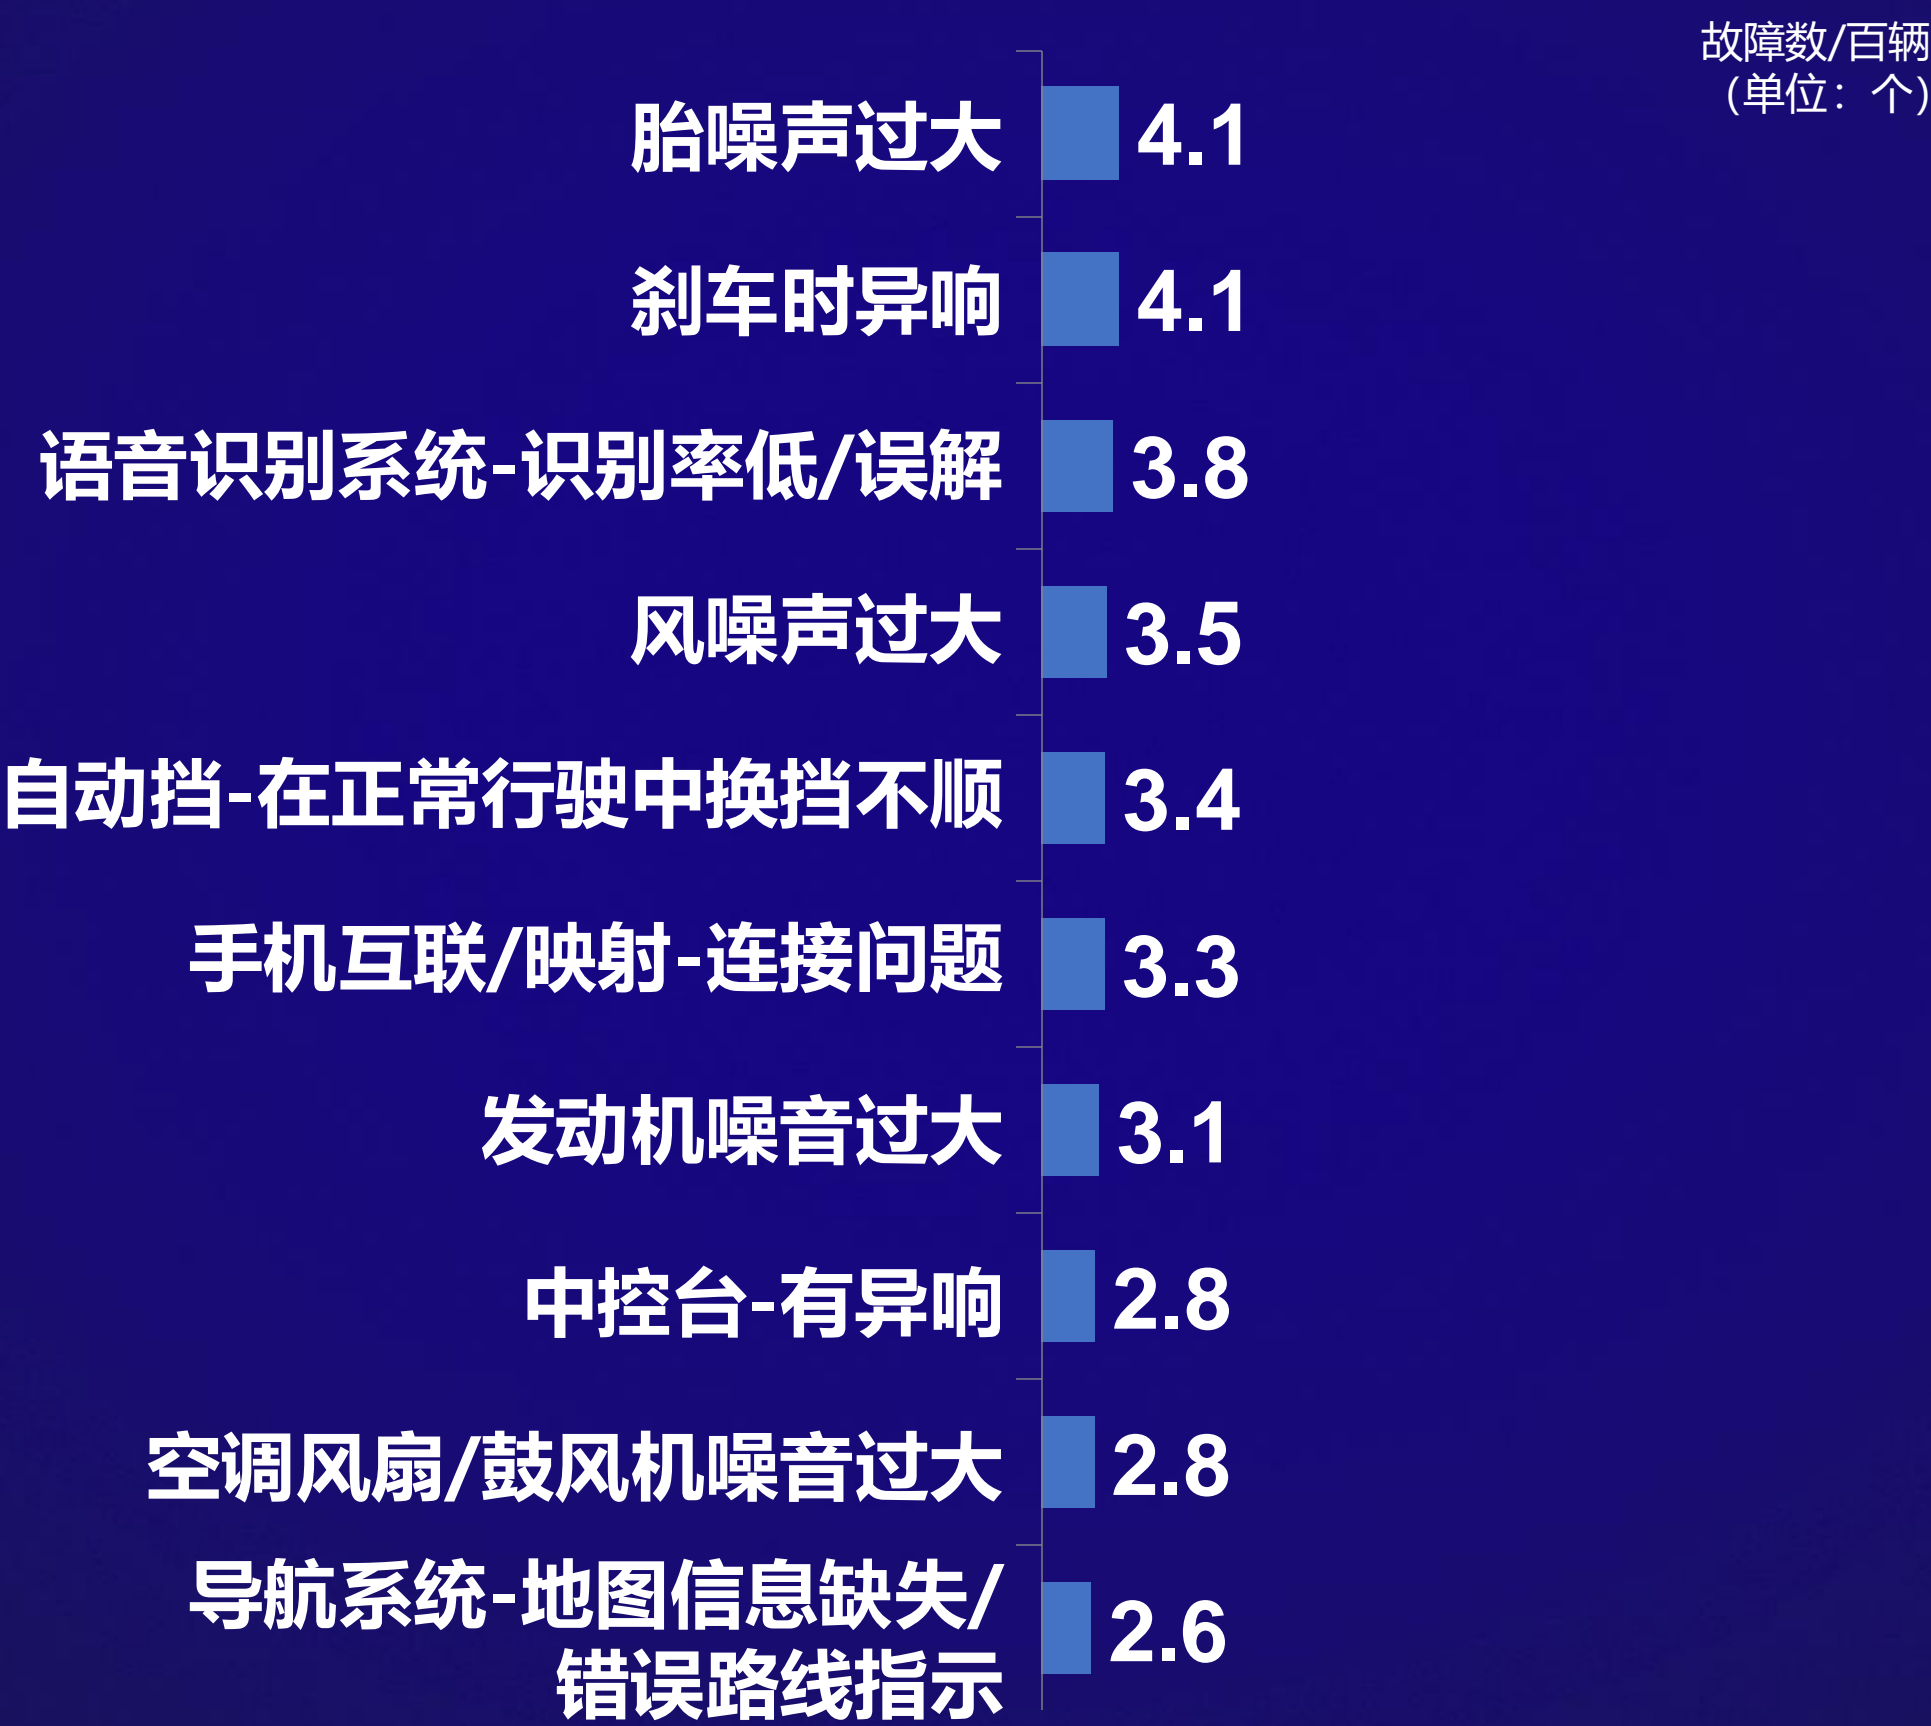 故障数/百辆
（单位：个）
胎噪声过大 4.1
刹车时异响 4.1
语音识别系统-识别率低/误解 3.8
风噪声过大 3.5
自动挡-在正常行驶中换挡不顺 3.4
手机互联/映射-连接问题 3.3
发动机噪音过大 3.1
中控台-有异响 2.8
空调风扇/鼓风机噪音过大 2.8
导航系统-地图信息缺失/
错误路线指示 2.6